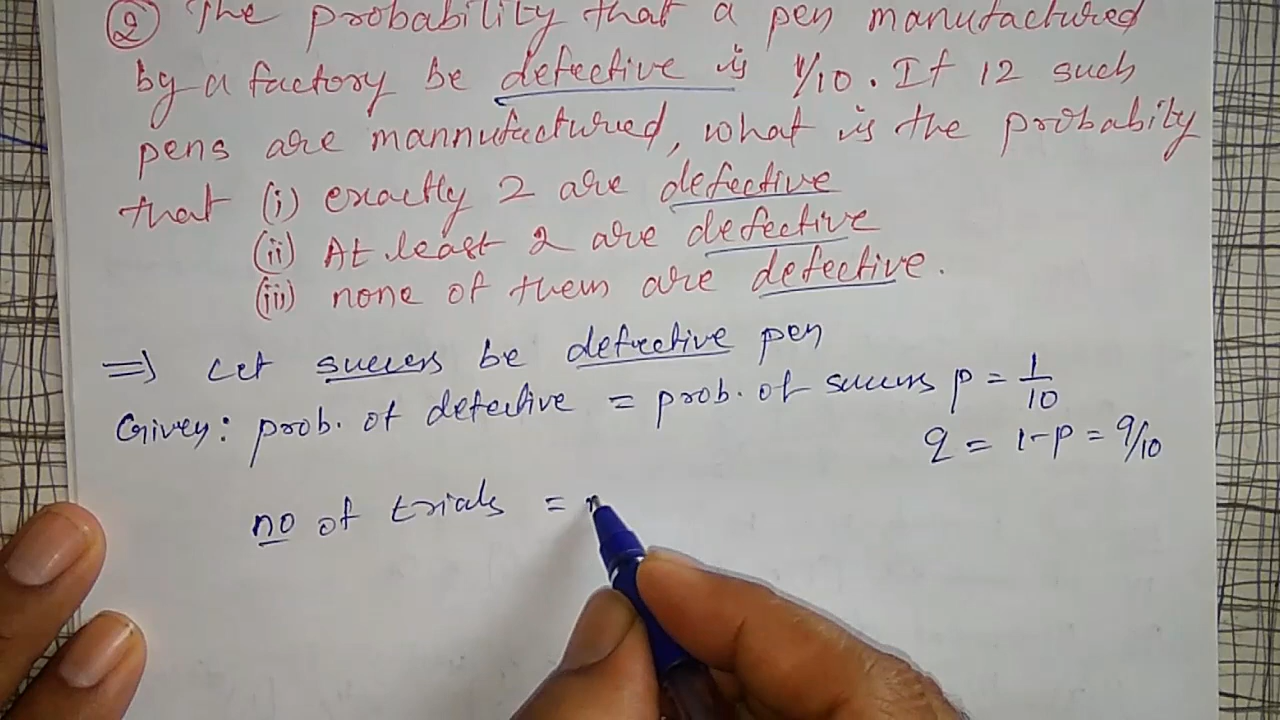 ② The probability that a pen manufactured
by a factory be defective is 1/10. If 12 such
pens are mannufactured, what is the probabity
that (i) exactly 2 are defective
(ii) At least 2 are defective
(iii) none of them are defective.
⇒ Let success be defective pen
Given: prob. of defective = prob. of success p = 1/10
q = 1-p = 9/10
no of trials = n